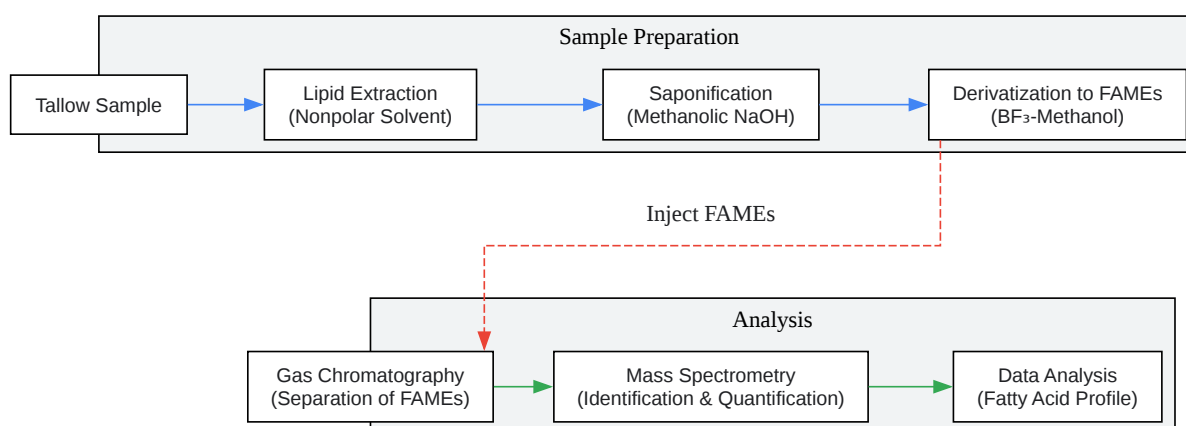 Sample Preparation
Tallow Sample
Lipid Extraction
(Nonpolar Solvent)
Saponification
(Methanolic NaOH)
Derivatization to FAMEs
(BF₃-Methanol)
Inject FAMEs
Analysis
Gas Chromatography
(Separation of FAMEs)
Mass Spectrometry
(Identification & Quantification)
Data Analysis
(Fatty Acid Profile)